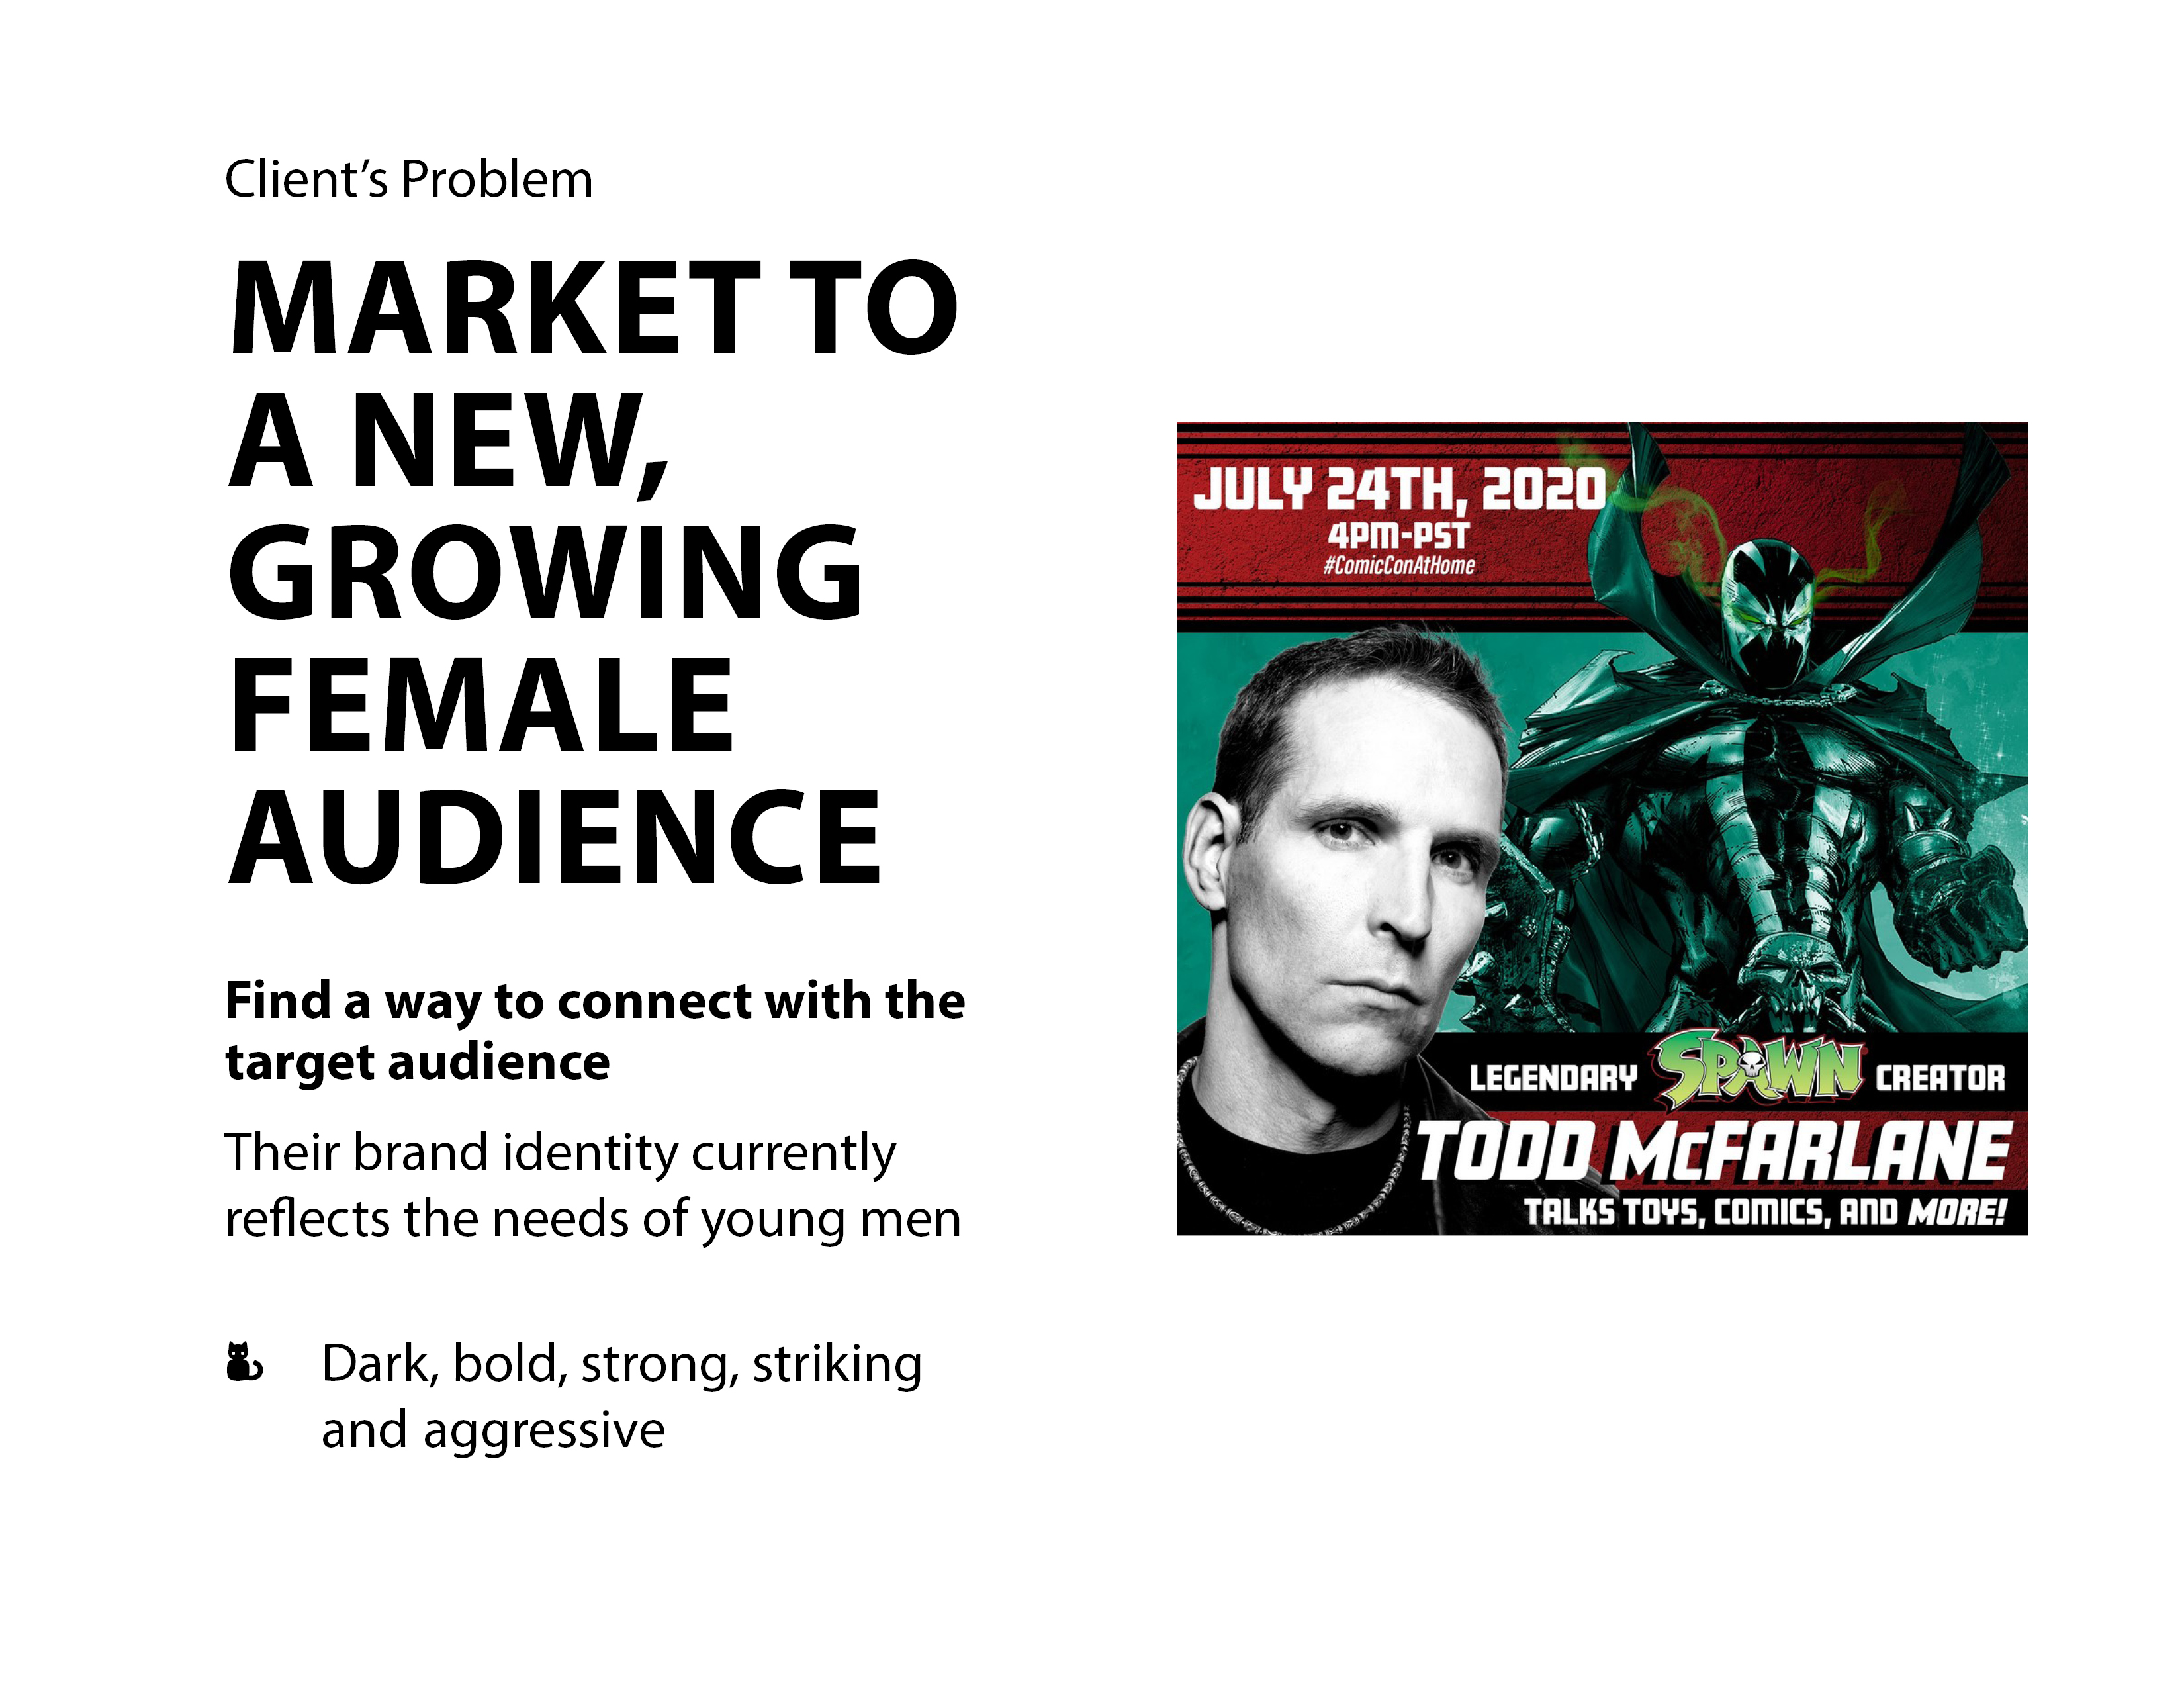 Client’s Problem
MARKET TO
A NEW,
GROWING
FEMALE
AUDIENCE
Find a way to connect with the
target audience
Their brand identity currently
reflects the needs of young men
Dark, bold, strong, striking
and aggressive
JULY 24TH, 2020
4PM-PST
#ComicConAtHome
LEGENDARY SPAWN CREATOR
TODD McFARLANE
TALKS TOYS, COMICS, AND MORE!